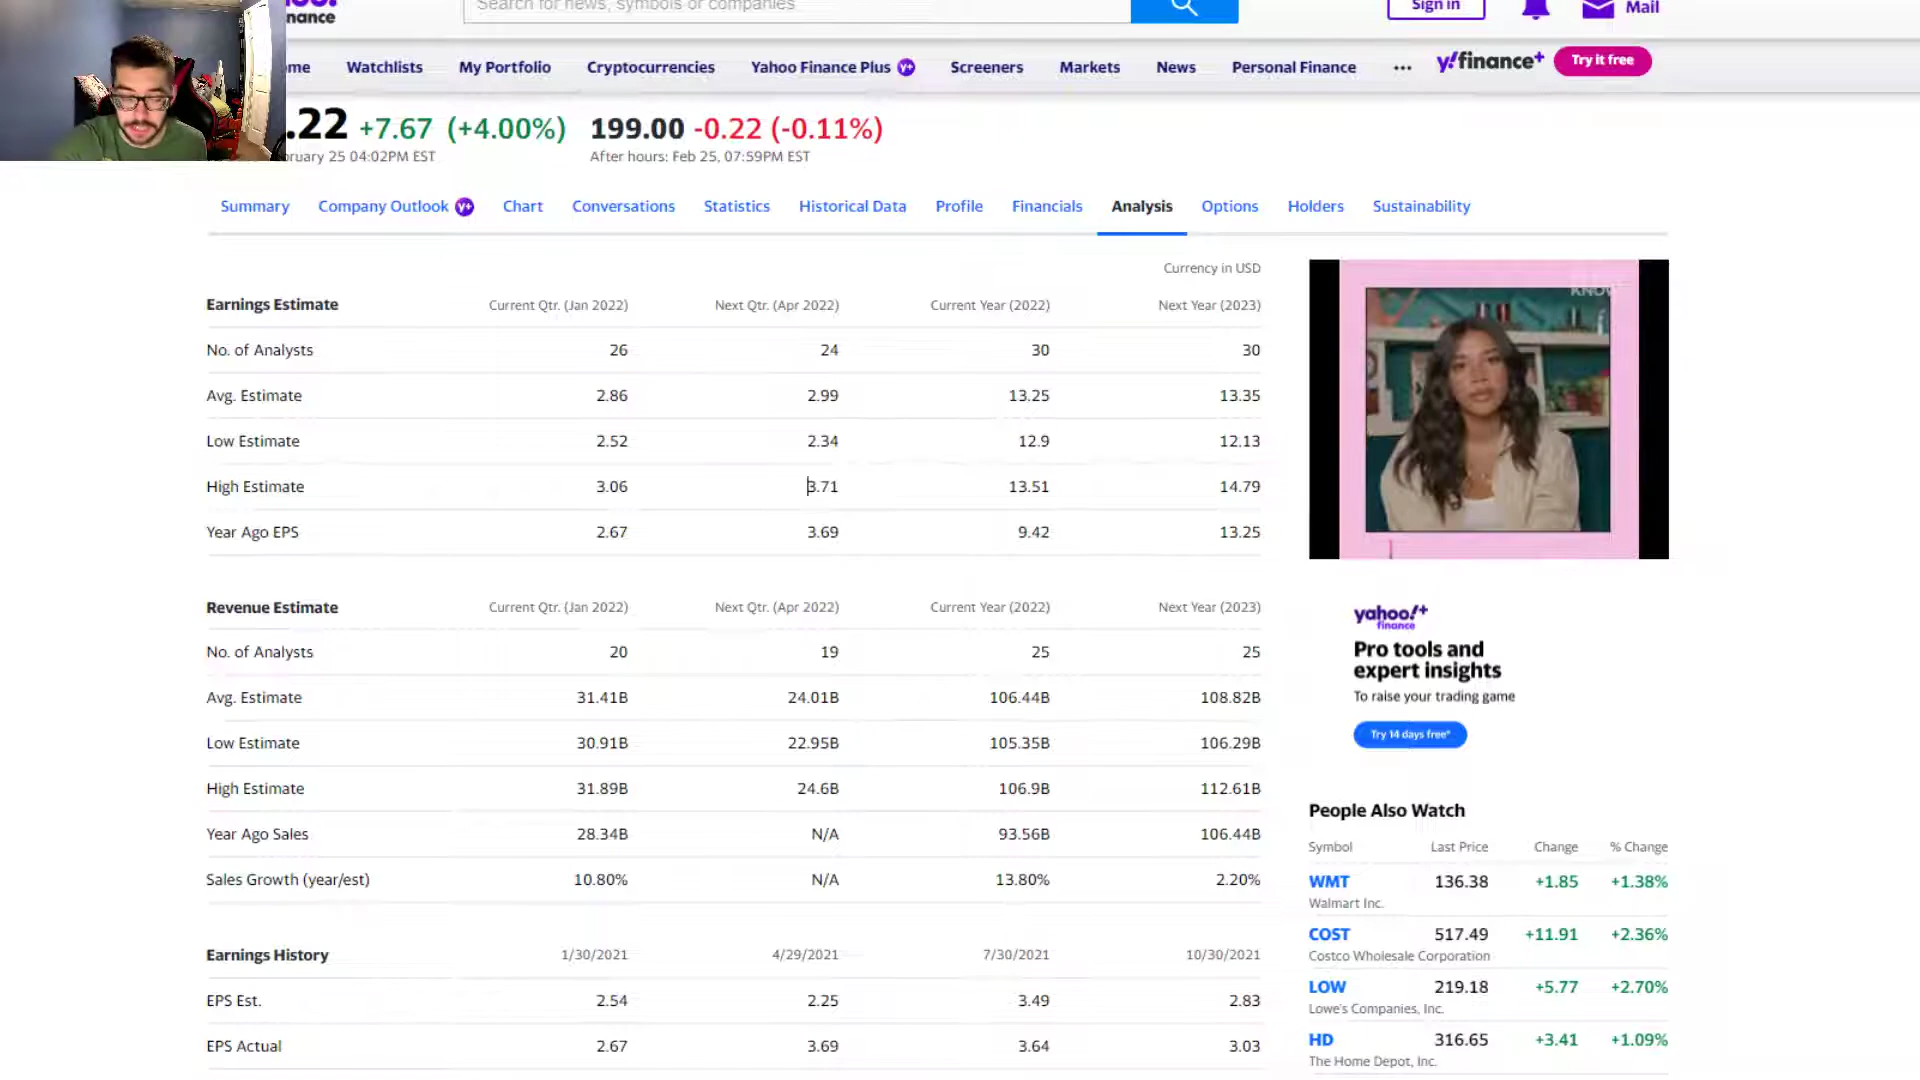 nance
Search for news, symbols or companies
Sign in
Mail
me Watchlists My Portfolio Cryptocurrencies Yahoo Finance Plus Y+ Screeners Markets News Personal Finance ... y!finance+ Try it free
.22 +7.67 (+4.00%) 199.00 -0.22 (-0.11%)
bruary 25 04:02PM EST After hours: Feb 25, 07:59PM EST
Summary Company Outlook Y+ Chart Conversations Statistics Historical Data Profile Financials Analysis Options Holders Sustainability
Currency in USD
Earnings Estimate Current Qtr. (Jan 2022) Next Qtr. (Apr 2022) Current Year (2022) Next Year (2023)
No. of Analysts 26 24 30 30
Avg. Estimate 2.86 2.99 13.25 13.35
Low Estimate 2.52 2.34 12.9 12.13
High Estimate 3.06 3.71 13.51 14.79
Year Ago EPS 2.67 3.69 9.42 13.25
Revenue Estimate Current Qtr. (Jan 2022) Next Qtr. (Apr 2022) Current Year (2022) Next Year (2023)
No. of Analysts 20 19 25 25
Avg. Estimate 31.41B 24.01B 106.44B 108.82B
Low Estimate 30.91B 22.95B 105.35B 106.29B
High Estimate 31.89B 24.6B 106.9B 112.61B
Year Ago Sales 28.34B N/A 93.56B 106.44B
Sales Growth (year/est) 10.80% N/A 13.80% 2.20%
Earnings History 1/30/2021 4/29/2021 7/30/2021 10/30/2021
EPS Est. 2.54 2.25 3.49 2.83
EPS Actual 2.67 3.69 3.64 3.03
KNOW
yahoo!+
finance
Pro tools and
expert insights
To raise your trading game
Try 14 days free*
People Also Watch
Symbol Last Price Change % Change
WMT 136.38 +1.85 +1.38%
Walmart Inc.
COST 517.49 +11.91 +2.36%
Costco Wholesale Corporation
LOW 219.18 +5.77 +2.70%
Lowe's Companies, Inc.
HD 316.65 +3.41 +1.09%
The Home Depot, Inc.